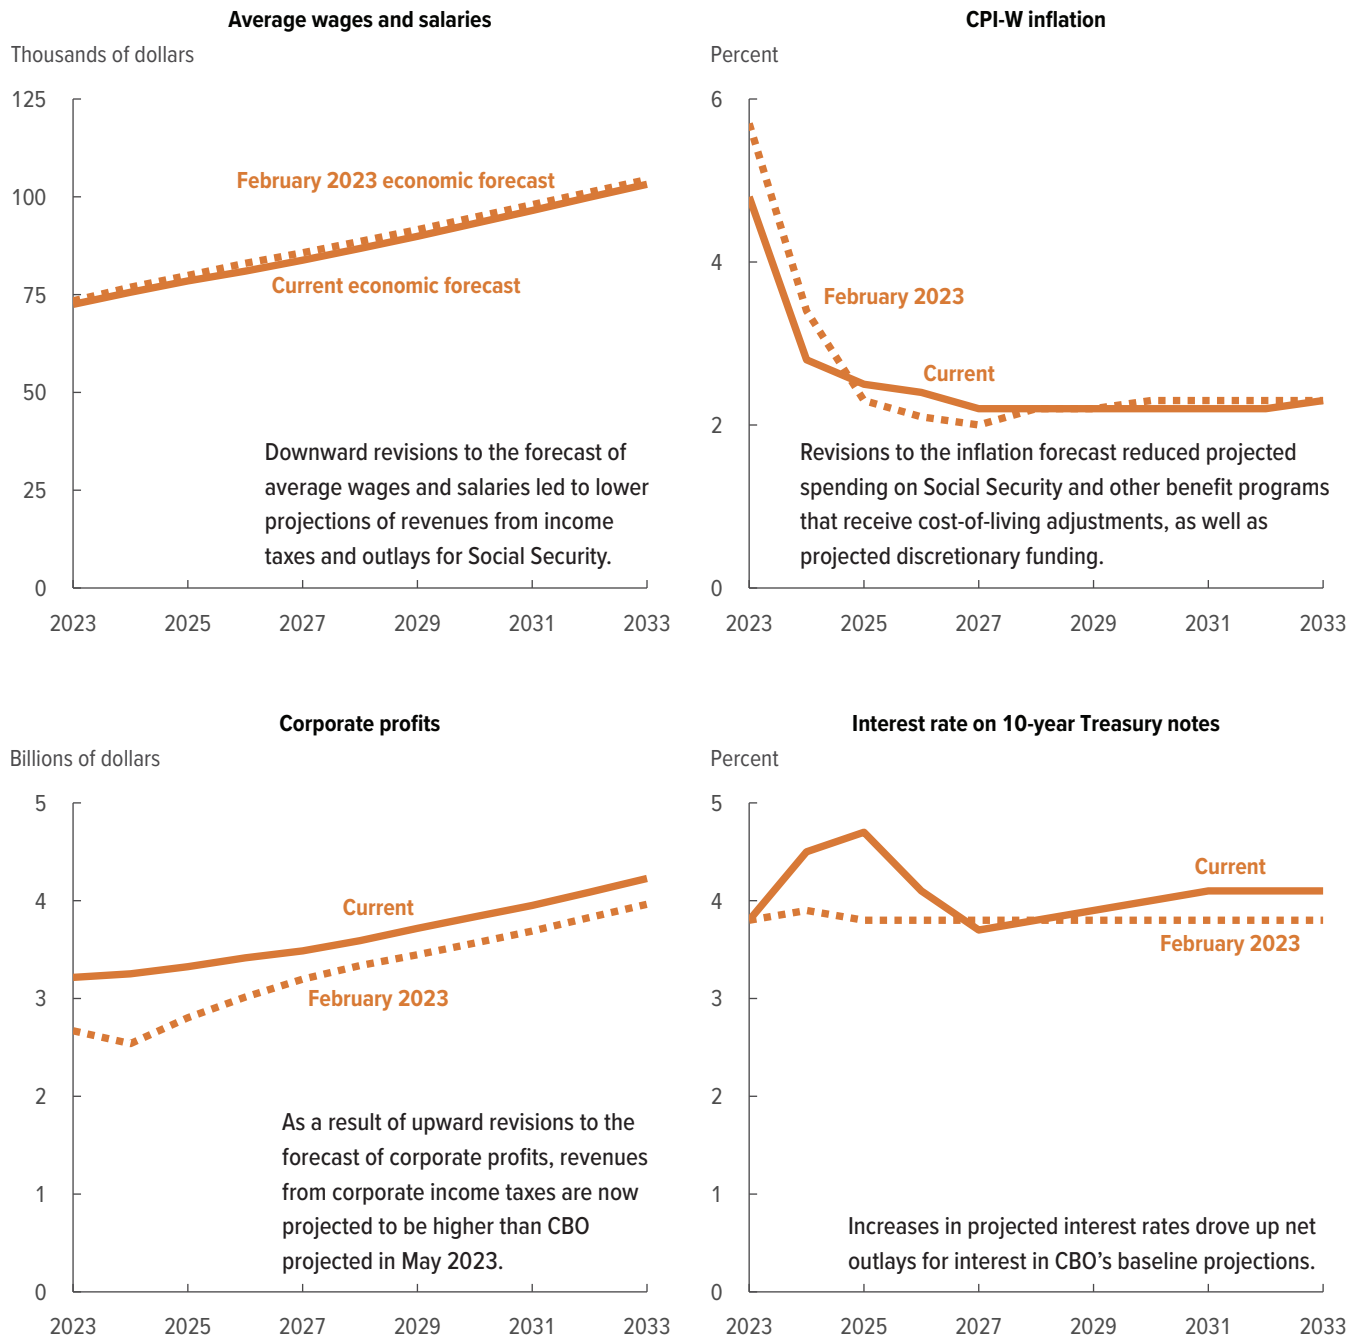 Average wages and salaries
Thousands of dollars
125
100
75
50
25
0
February 2023 economic forecast
Current economic forecast
Downward revisions to the forecast of
average wages and salaries led to lower
projections of revenues from income
taxes and outlays for Social Security.
2023 2025 2027 2029 2031 2033
CPI-W inflation
Percent
6
4
2
0
February 2023
Current
Revisions to the inflation forecast reduced projected
spending on Social Security and other benefit programs
that receive cost-of-living adjustments, as well as
projected discretionary funding.
2023 2025 2027 2029 2031 2033
Corporate profits
Billions of dollars
5
4
3
2
1
0
Current
February 2023
As a result of upward revisions to the
forecast of corporate profits, revenues
from corporate income taxes are now
projected to be higher than CBO
projected in May 2023.
2023 2025 2027 2029 2031 2033
Interest rate on 10-year Treasury notes
Percent
5
4
3
2
1
0
Current
February 2023
Increases in projected interest rates drove up net
outlays for interest in CBO’s baseline projections.
2023 2025 2027 2029 2031 2033